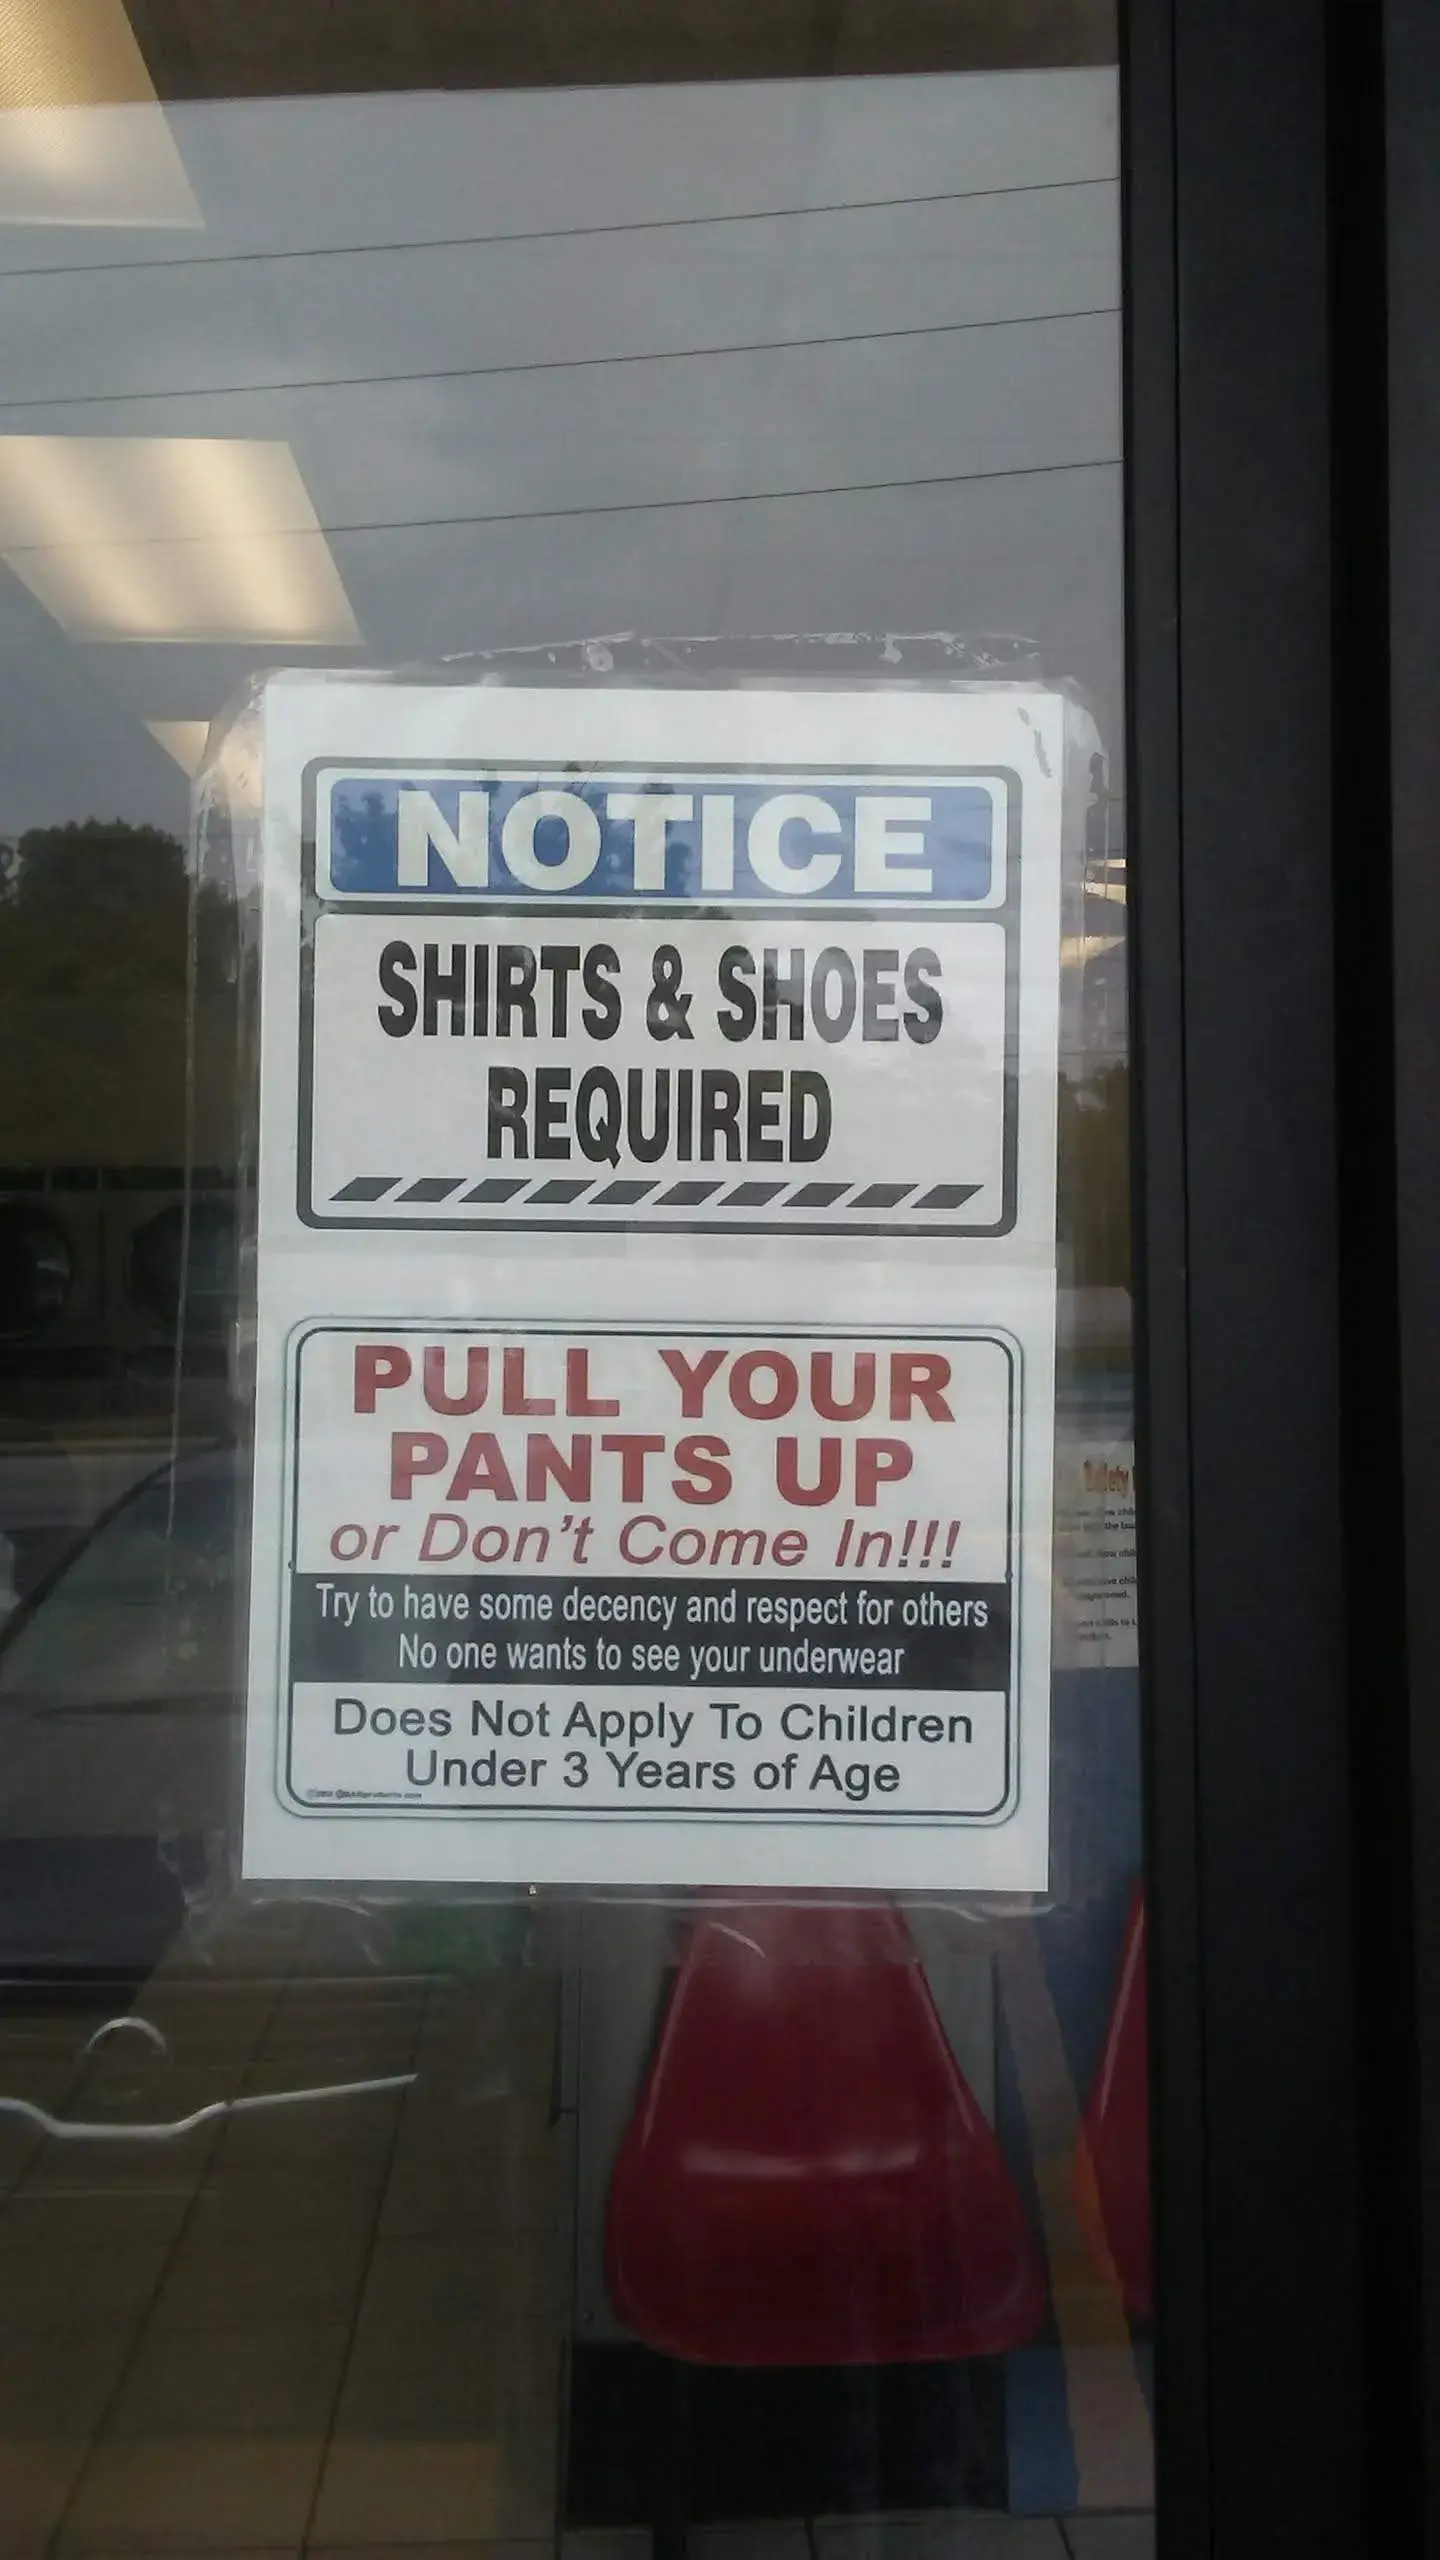 NOTICE
SHIRTS & SHOES
REQUIRED
PULL YOUR
PANTS UP
or Don't Come In!!!
Try to have some decency and respect for others
No one wants to see your underwear
Does Not Apply To Children
Under 3 Years of Age
Safety